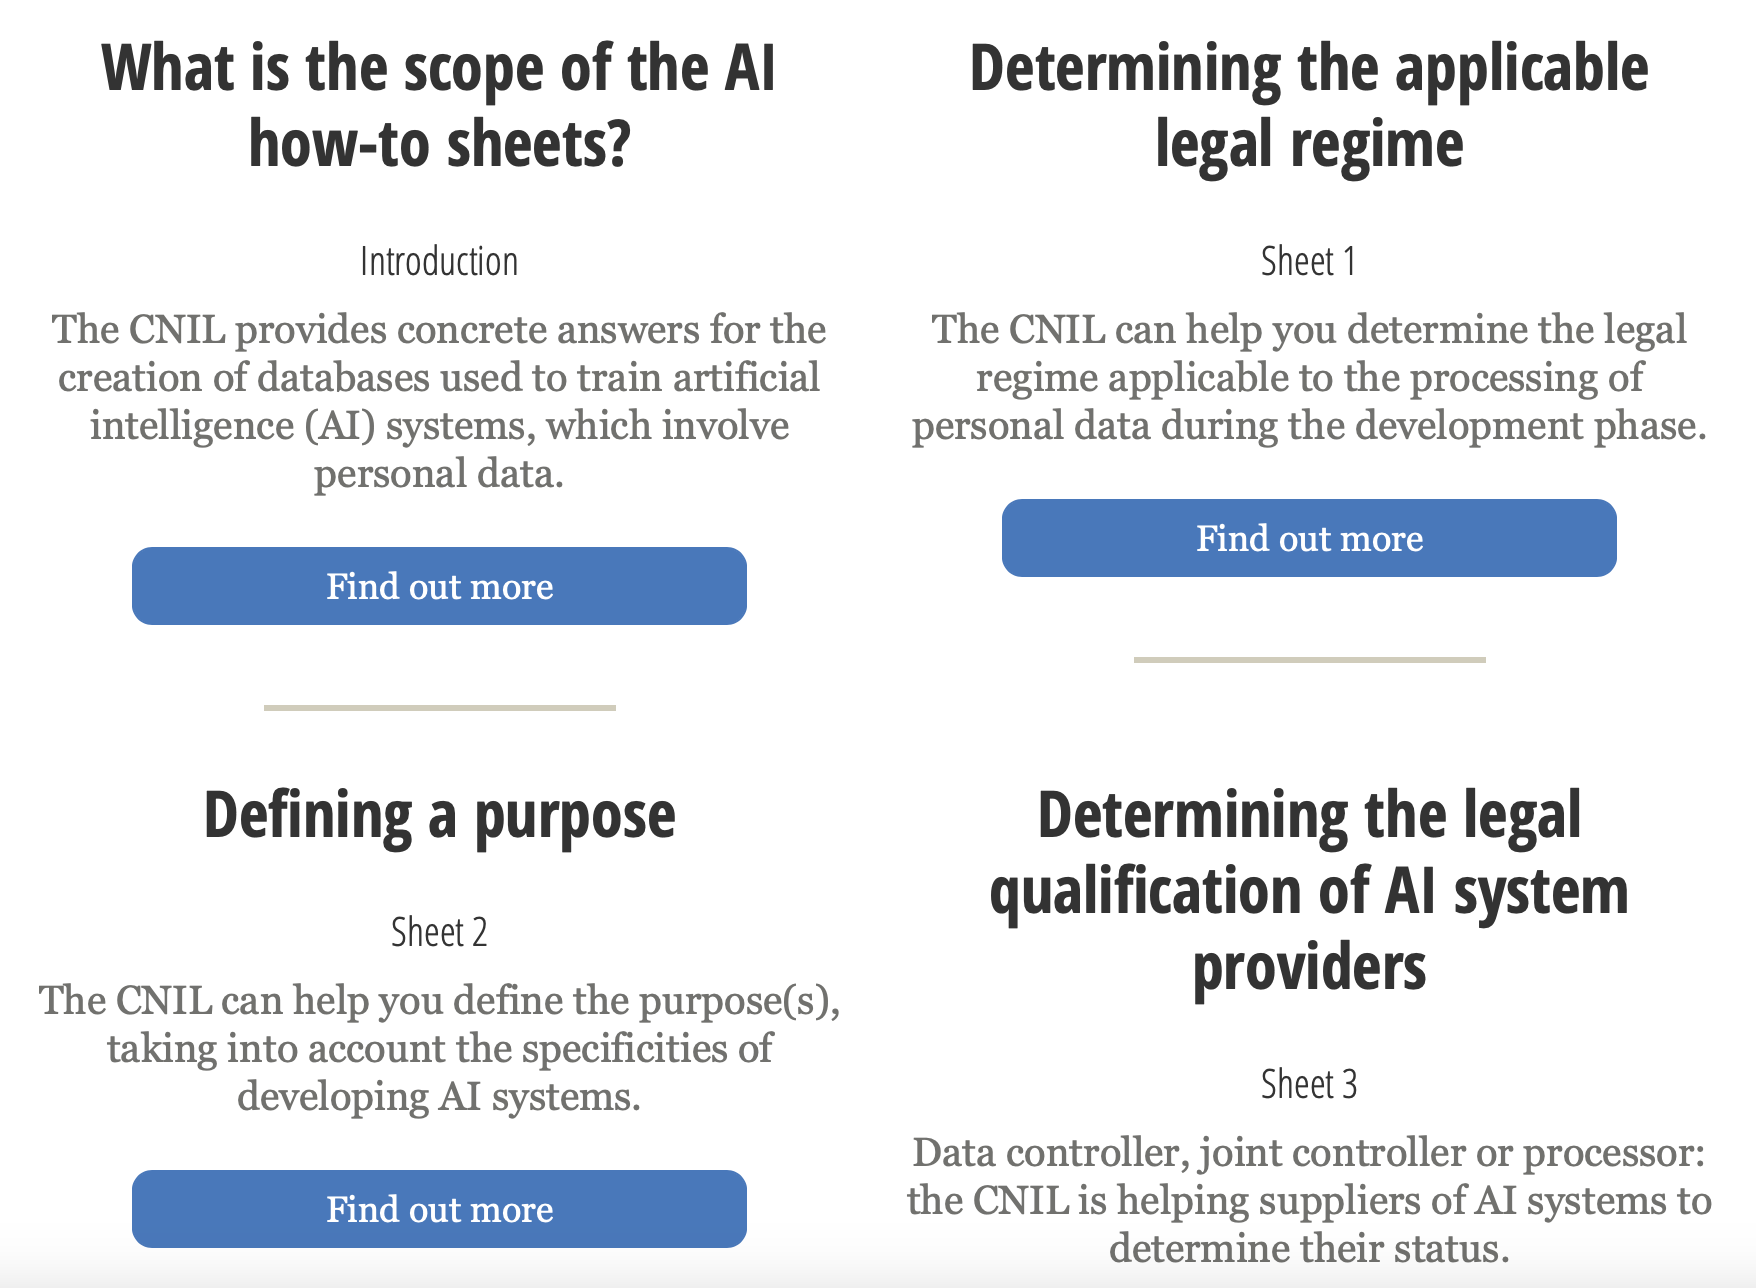 What is the scope of the AI
how-to sheets?
Introduction
The CNIL provides concrete answers for the
creation of databases used to train artificial
intelligence (AI) systems, which involve
personal data.
Find out more
Determining the applicable
legal regime
Sheet 1
The CNIL can help you determine the legal
regime applicable to the processing of
personal data during the development phase.
Find out more
Defining a purpose
Sheet 2
The CNIL can help you define the purpose(s),
taking into account the specificities of
developing AI systems.
Find out more
Determining the legal
qualification of AI system
providers
Sheet 3
Data controller, joint controller or processor:
the CNIL is helping suppliers of AI systems to
determine their status.